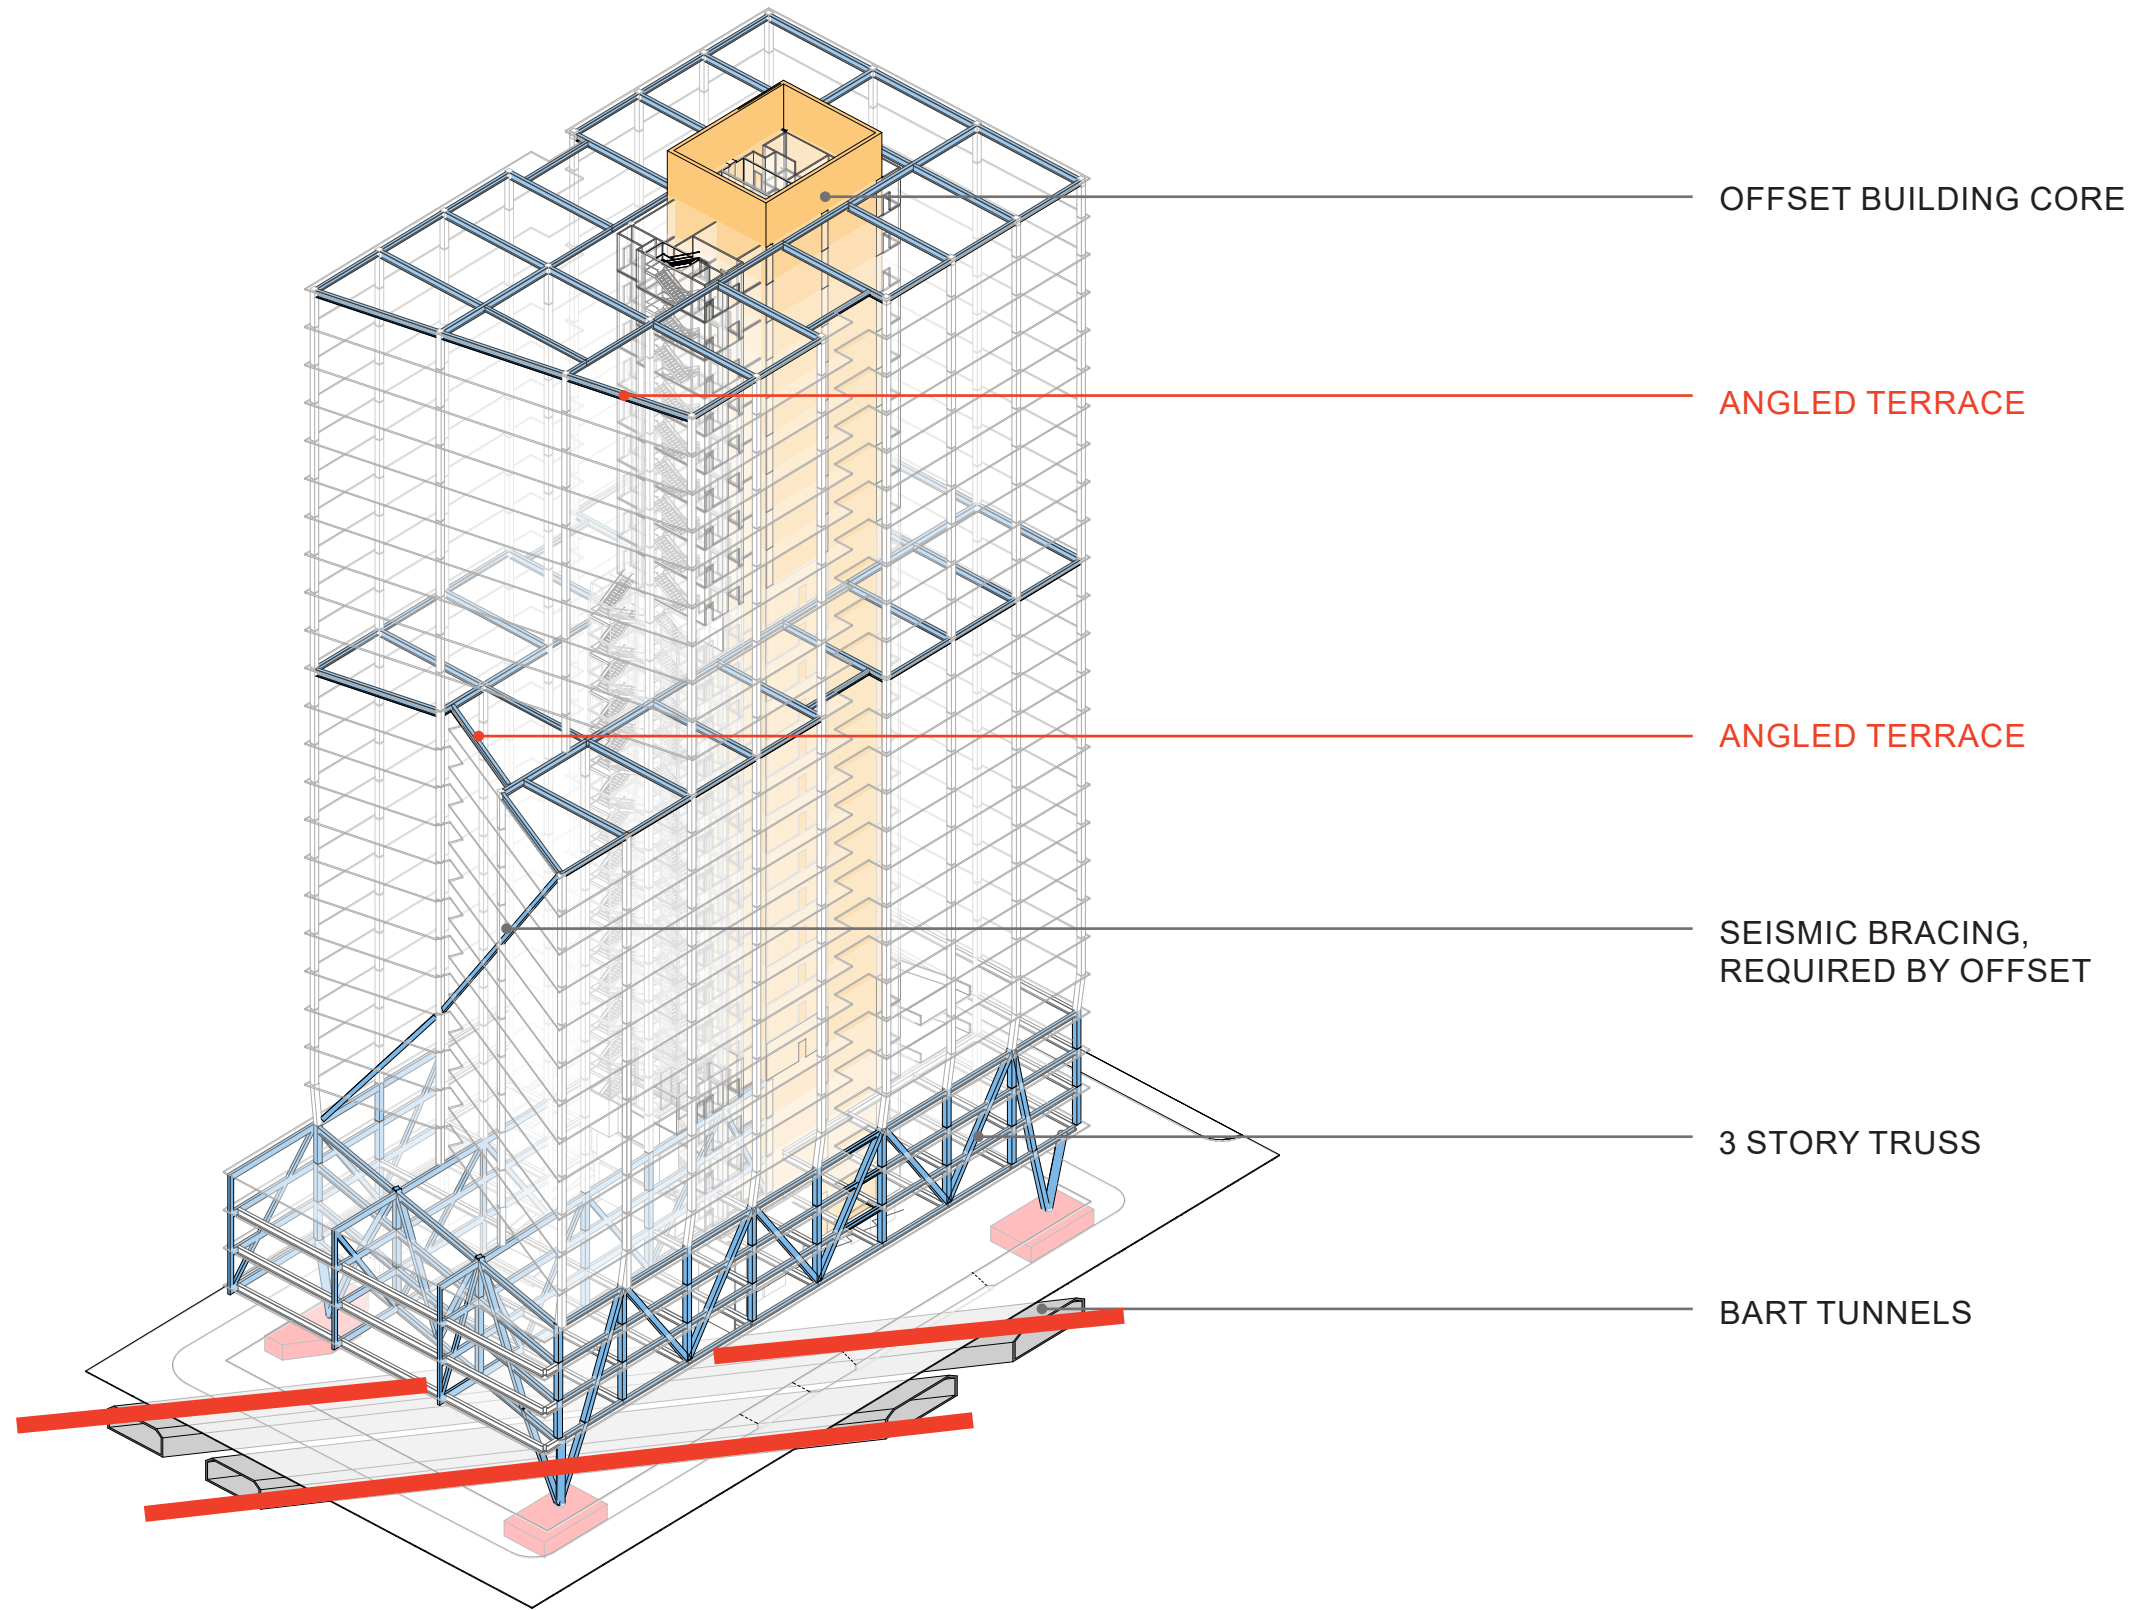 OFFSET BUILDING CORE
ANGLED TERRACE
ANGLED TERRACE
SEISMIC BRACING,
REQUIRED BY OFFSET
3 STORY TRUSS
BART TUNNELS